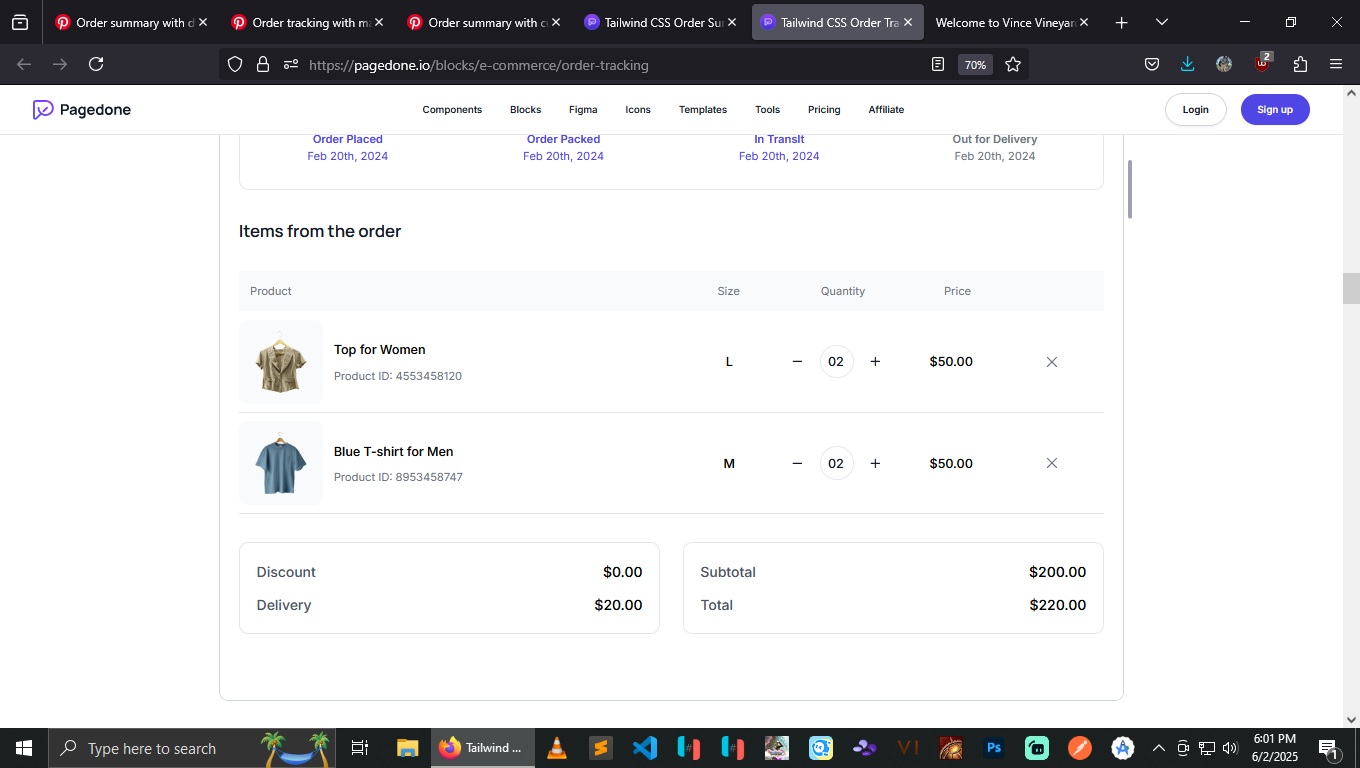 Order summary with d
Order tracking with ma
Order summary with c
Tailwind CSS Order Su
Tailwind CSS Order Tra
Welcome to Vince Vineyar
https://pagedone.io/blocks/e-commerce/order-tracking
70%
2
Pagedone
Components
Blocks
Figma
Icons
Templates
Tools
Pricing
Affiliate
Login
Sign up
Order Placed
Order Packed
In TransIt
Out for Delivery
Feb 20th, 2024
Feb 20th, 2024
Feb 20th, 2024
Feb 20th, 2024
Items from the order
Product
Size
Quantity
Price
Top for Women
Product ID: 4553458120
L
02
$50.00
Blue T-shirt for Men
Product ID: 8953458747
M
02
$50.00
Discount $0.00
Delivery $20.00
Subtotal $200.00
Total $220.00
Type here to search
Tailwind ...
V1
Ps
6:01 PM
6/2/2025
1